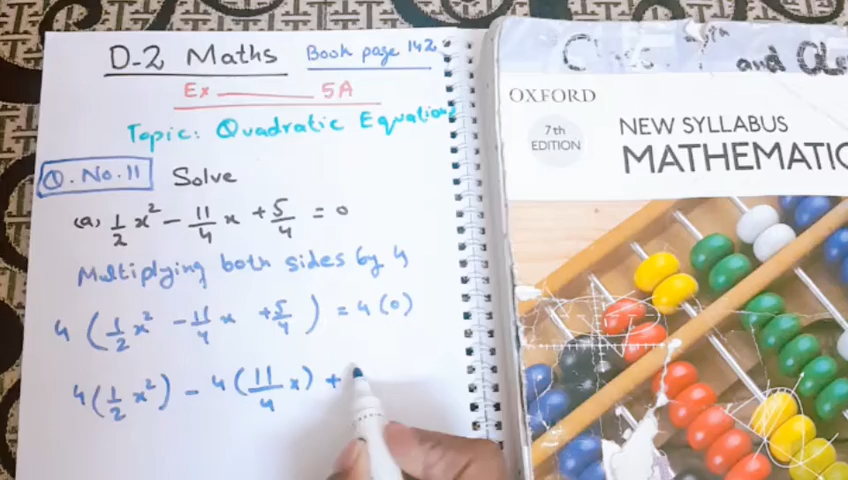 D-2 Maths Book page 142
Ex 5A
Topic: Quadratic Equations
Q. No. 11 Solve
(a) 1/2 x² - 11/4 x + 5/4 = 0
Multiplying both sides by 4
4 ( 1/2 x² - 11/4 x + 5/4 ) = 4 (0)
4 ( 1/2 x² ) - 4 ( 11/4 x ) +
and
OXFORD
7th
EDITION
NEW SYLLABUS
MATHEMATIC